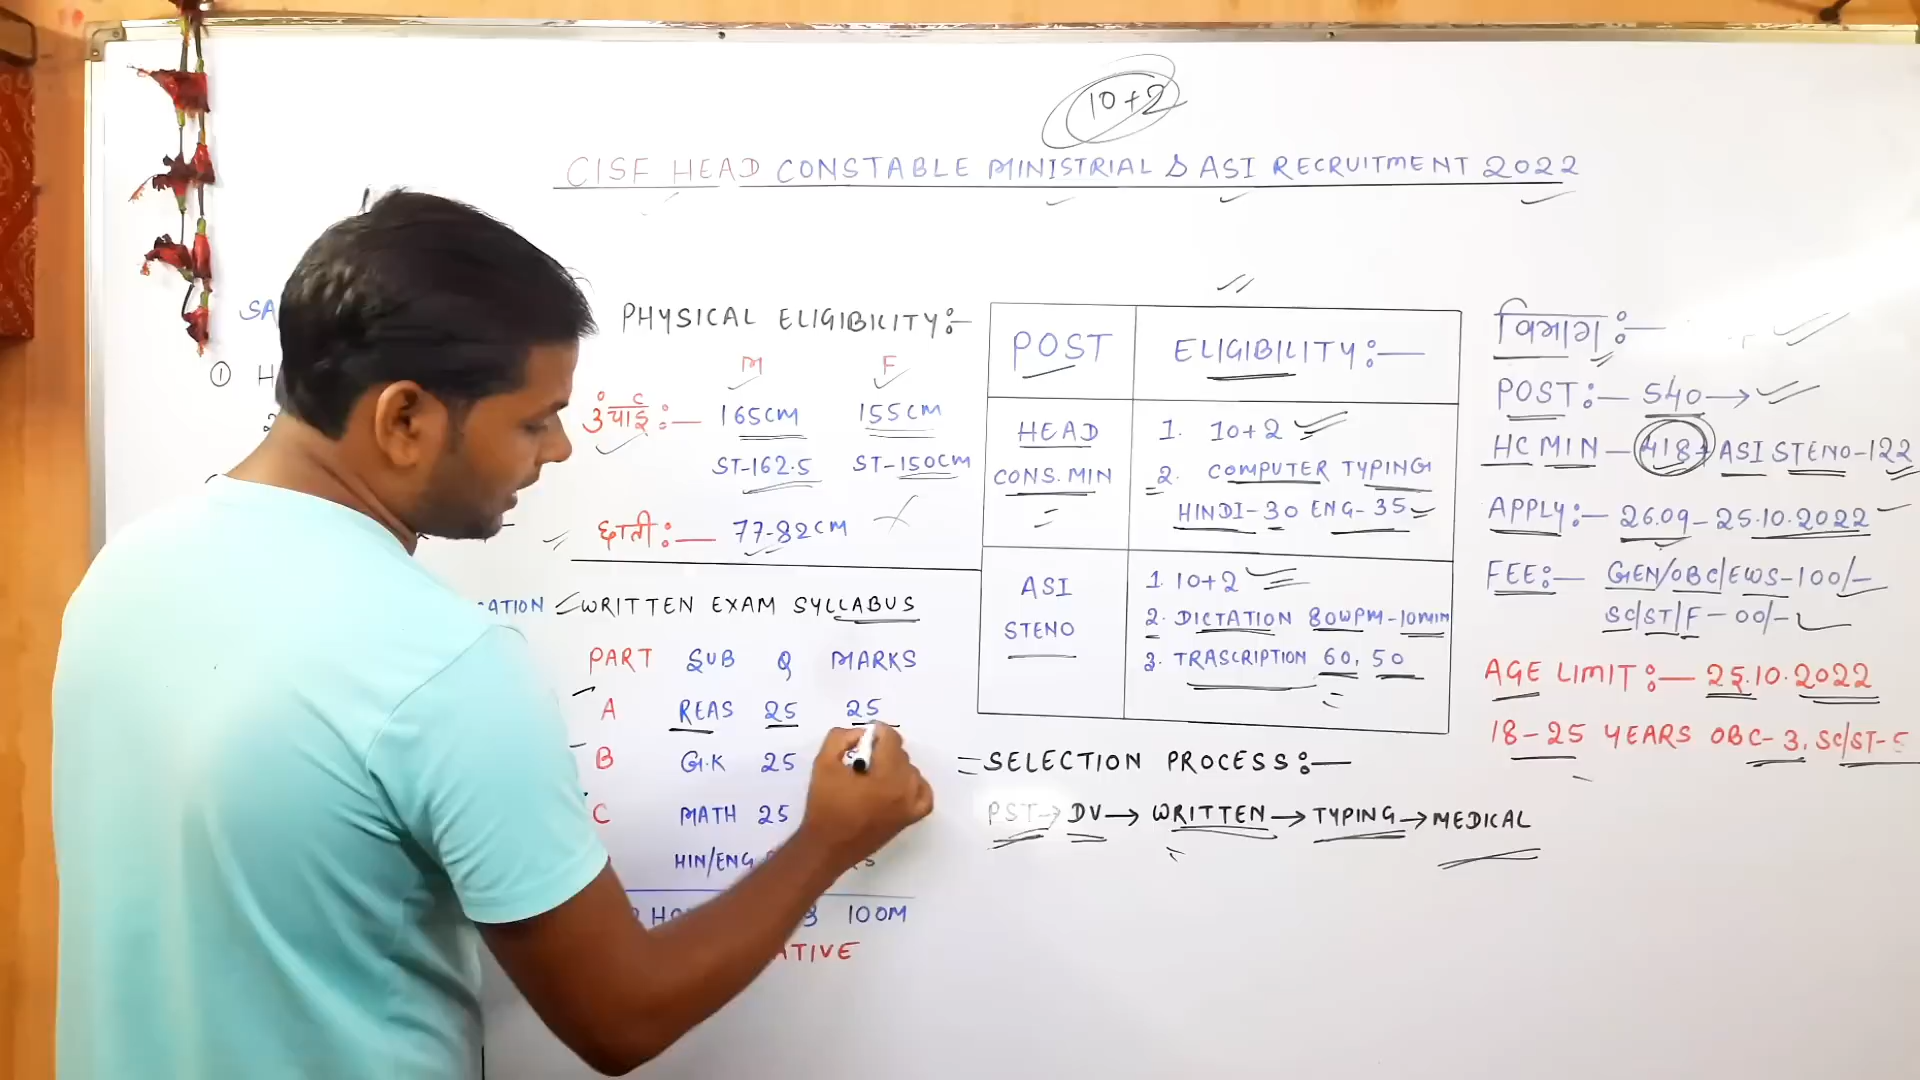 10+2
CISF HEAD CONSTABLE MINISTRIAL & ASI RECRUITMENT 2022
SA
① H
PHYSICAL ELIGIBILITY:-
M F
ऊंचाई:- 165CM 155CM
ST-162.5 ST-150CM
छाती:- 77-82CM
WRITTEN EXAM SYLLABUS
PART SUB Q MARKS
A REAS 25 25
B G.K 25
C MATH 25
HIN/ENG
100M
POST ELIGIBILITY:-
HEAD CONS. MIN
1. 10+2
2. COMPUTER TYPING
HINDI-30 ENG-35
ASI STENO
1. 10+2
2. DICTATION 80WPM-10MIN
3. TRASCRIPTION 60, 50
SELECTION PROCESS:-
PST→ DV→ WRITTEN→ TYPING→ MEDICAL
विभाग:-
POST:- 540→
HC MIN- 418+ ASI STENO-122
APPLY:- 26.09-25.10.2022
FEE:- GEN/OBC/EWS-100/-
SC/ST/F-00/-
AGE LIMIT:- 25.10.2022
18-25 YEARS OBC-3, SC/ST-5